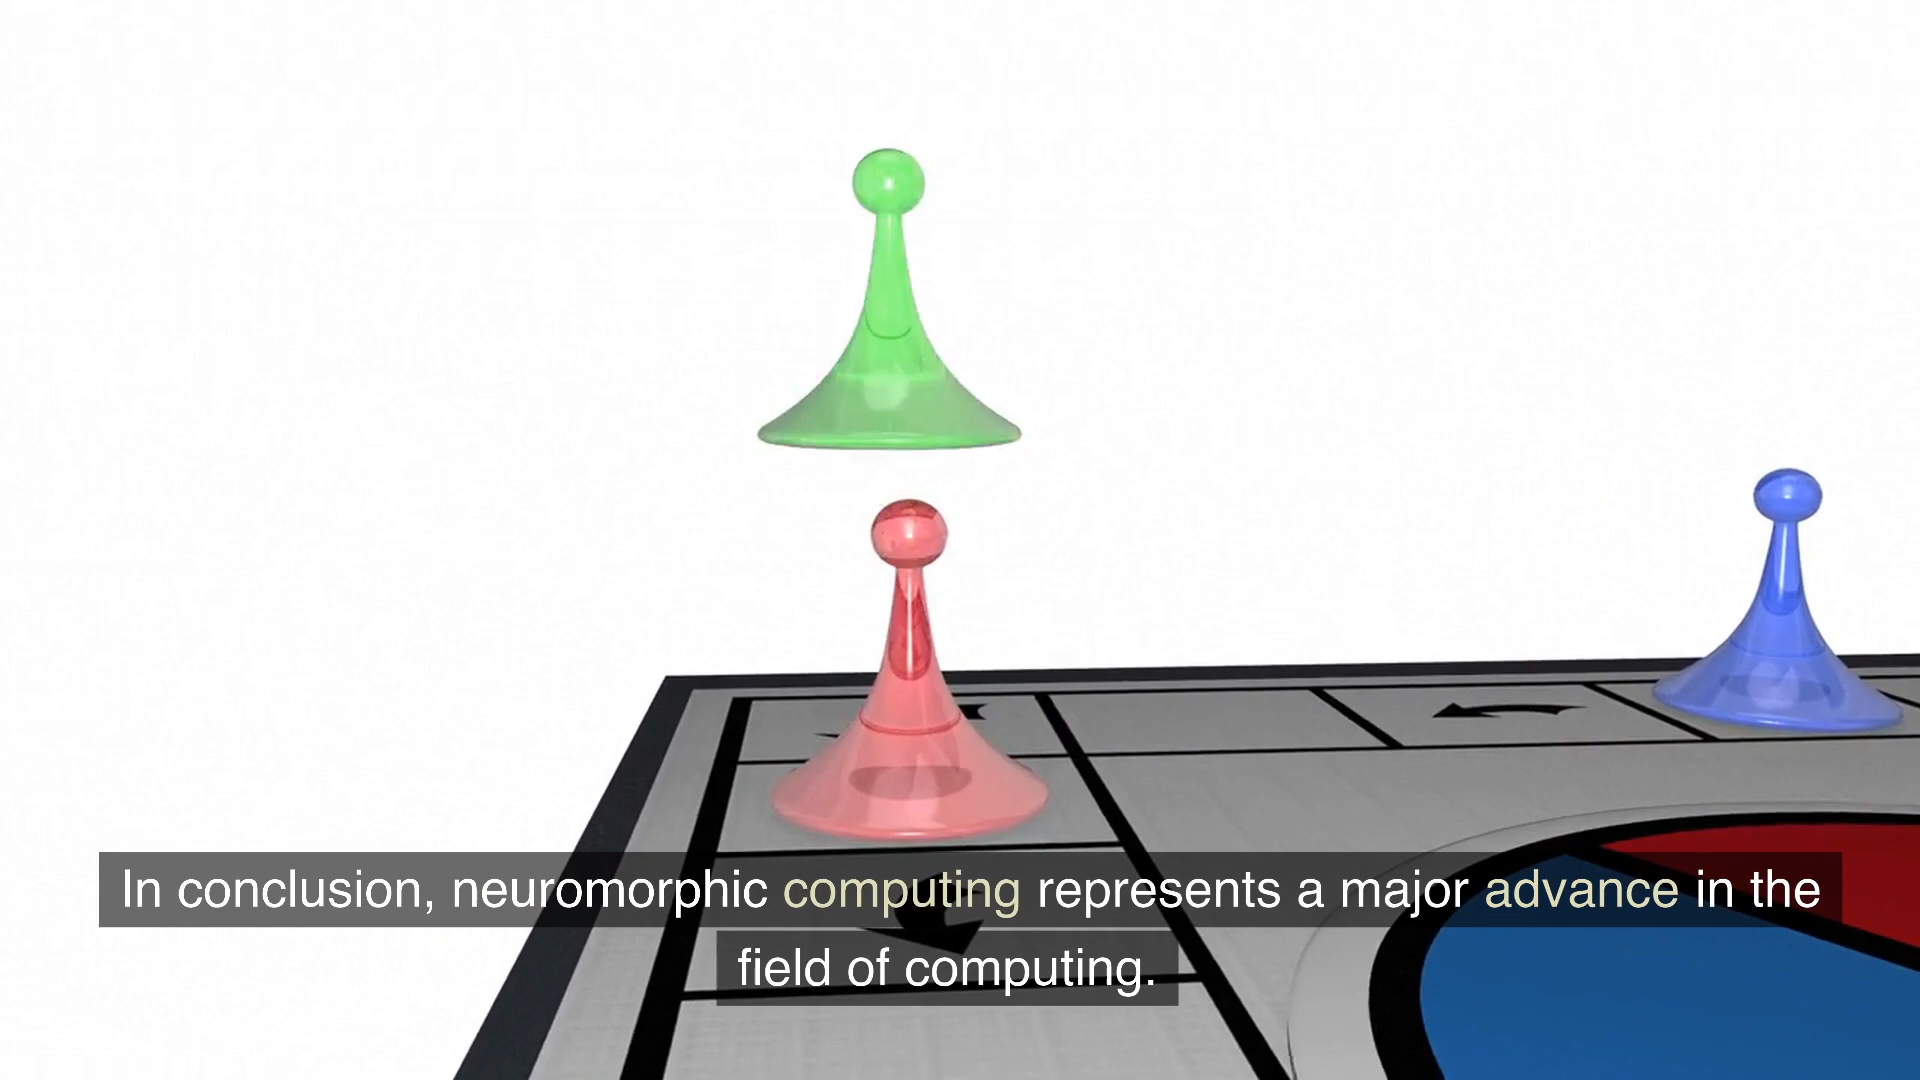 In conclusion, neuromorphic computing represents a major advance in the
field of computing.